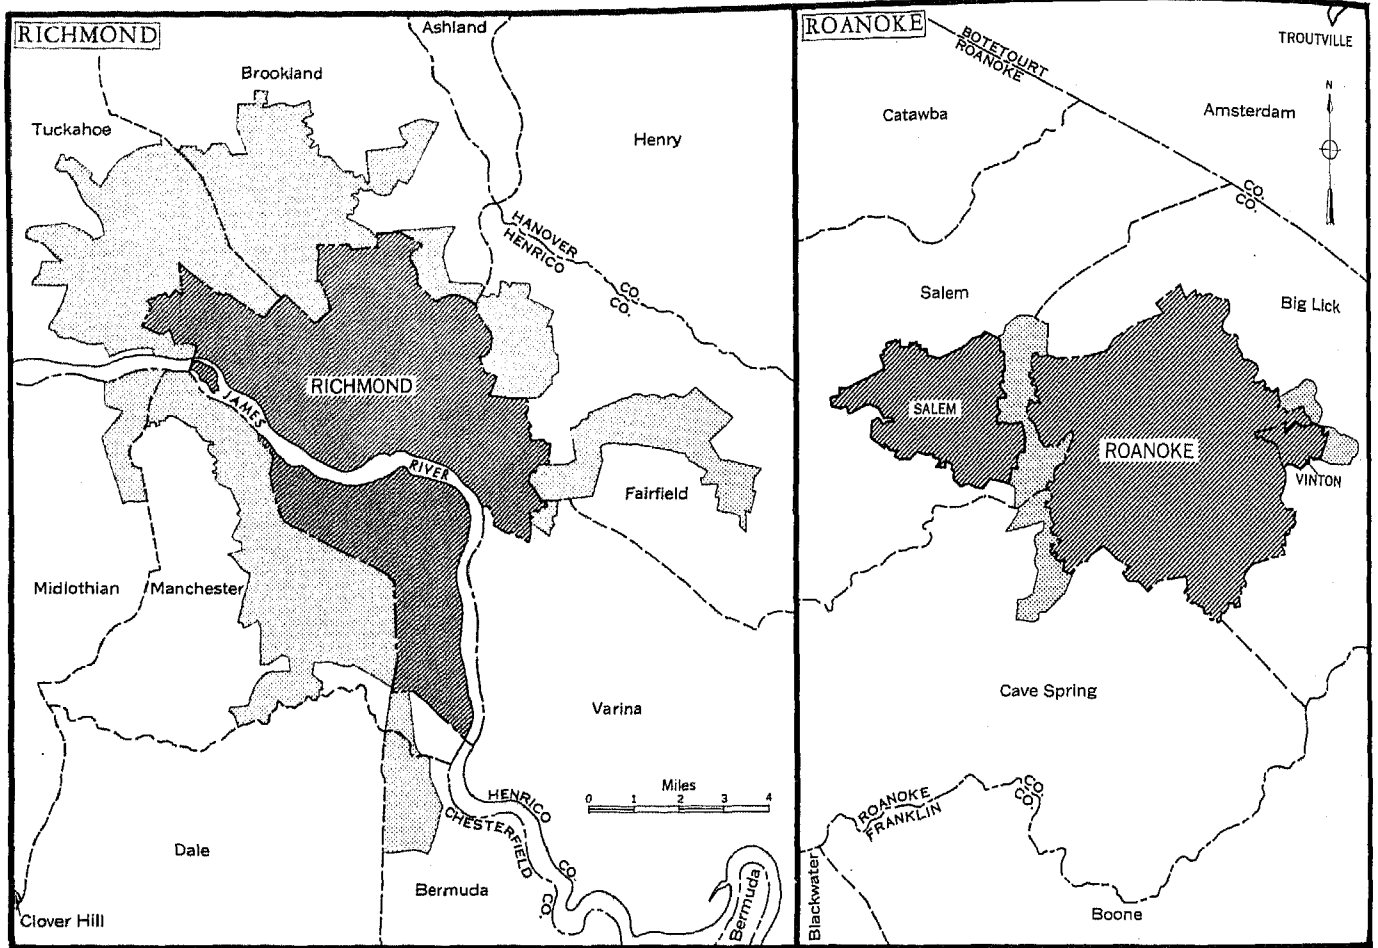 RICHMOND
Ashland
Brookland
Tuckahoe
Henry
HANOVER CO.
HENRICO CO.
RICHMOND
JAMES RIVER
Fairfield
Midlothian
Manchester
Varina
Miles
0 1 2 3 4
HENRICO CO.
CHESTERFIELD CO.
Dale
Bermuda
Bermuda
Clover Hill
ROANOKE
TROUTVILLE
BOTETOURT CO.
ROANOKE CO.
N
Catawba
Amsterdam
Salem
Big Lick
SALEM
ROANOKE
VINTON
Cave Spring
ROANOKE CO.
FRANKLIN CO.
Blackwater
Boone